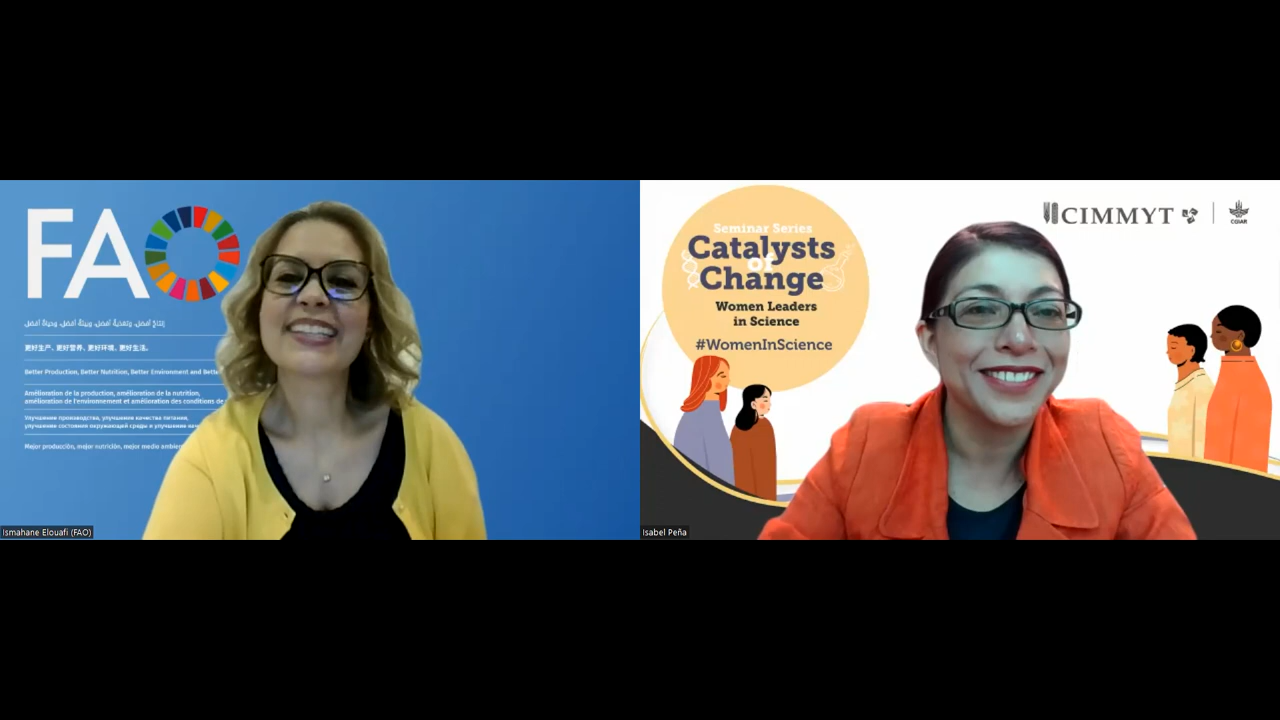 FAO
إنتاج أفضل، وتغذية أفضل، وبيئة أفضل، وحياة أفضل
更好生产、更好营养、更好环境、更好生活。
Better Production, Better Nutrition, Better Environment and Bette
Amélioration de la production, amélioration de la nutrition,
amélioration de l'environnement et amélioration des conditions de
Улучшение производства, улучшение качества питания,
улучшение состояния окружающей среды и улучшение кач
Mejor producción, mejor nutrición, mejor medio ambien
Ismahane Elouafi (FAO)
Seminar Series
Catalysts
of
Change
Women Leaders
in Science
#WomenInScience
CIMMYT
CGIAR
Isabel Peña